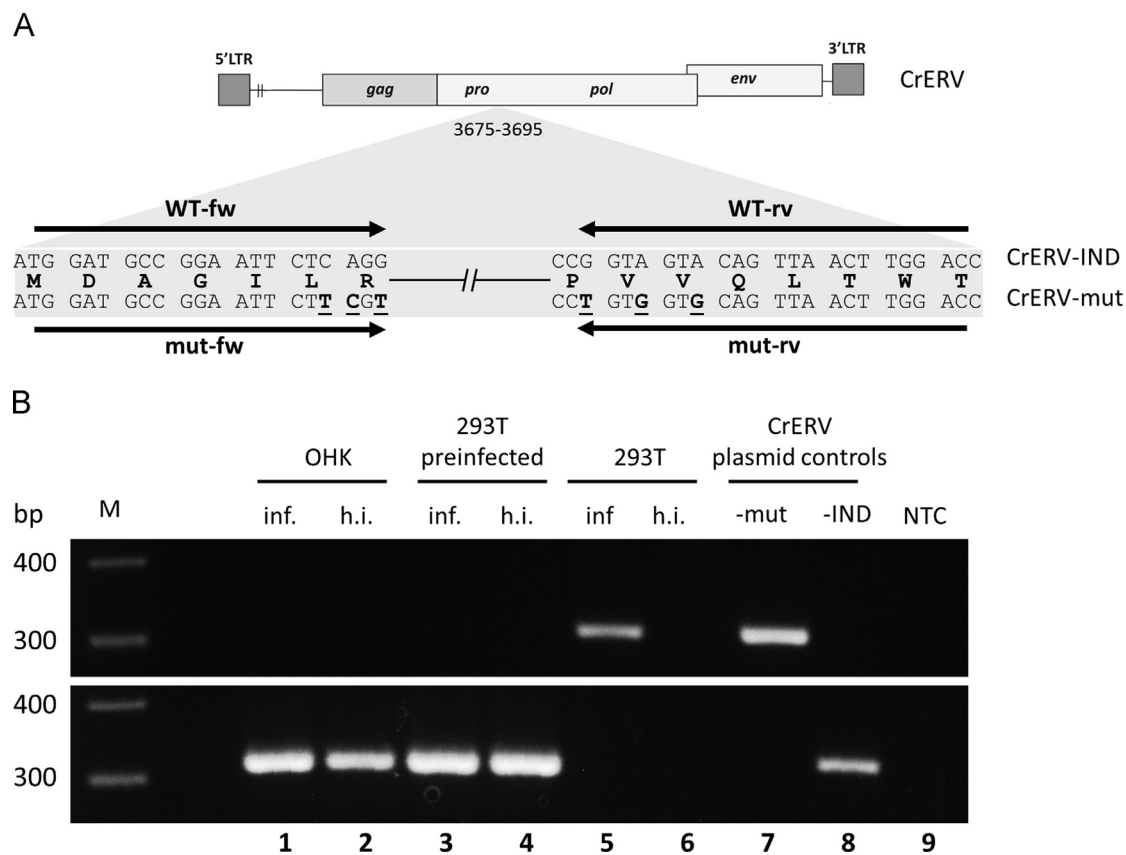 A
5'LTR
3'LTR
gag
pro
pol
env
CrERV
3675-3695
WT-fw
WT-rv
ATG GAT GCC GGA ATT CTC AGG
CCG GTA GTA CAG TTA ACT TGG ACC
CrERV-IND
M D A G I L R
P V V Q L T W T
ATG GAT GCC GGA ATT CTT CGT
CCT GTG GTG CAG TTA ACT TGG ACC
CrERV-mut
mut-fw
mut-rv
B
OHK
293T
preinfected
293T
CrERV
plasmid controls
bp
M
inf.
h.i.
inf.
h.i.
inf
h.i.
-mut
-IND
NTC
400
300
400
300
1 2 3 4 5 6 7 8 9